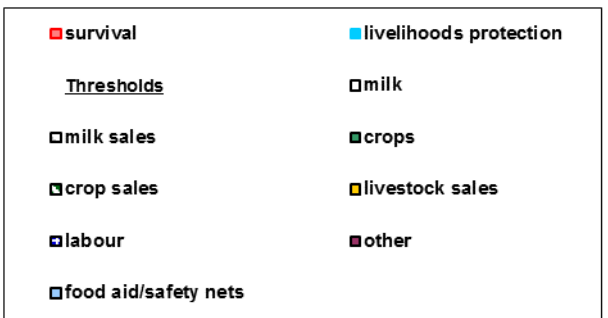 survival livelihoods protection
Thresholds milk
milk sales crops
crop sales livestock sales
labour other
food aid/safety nets